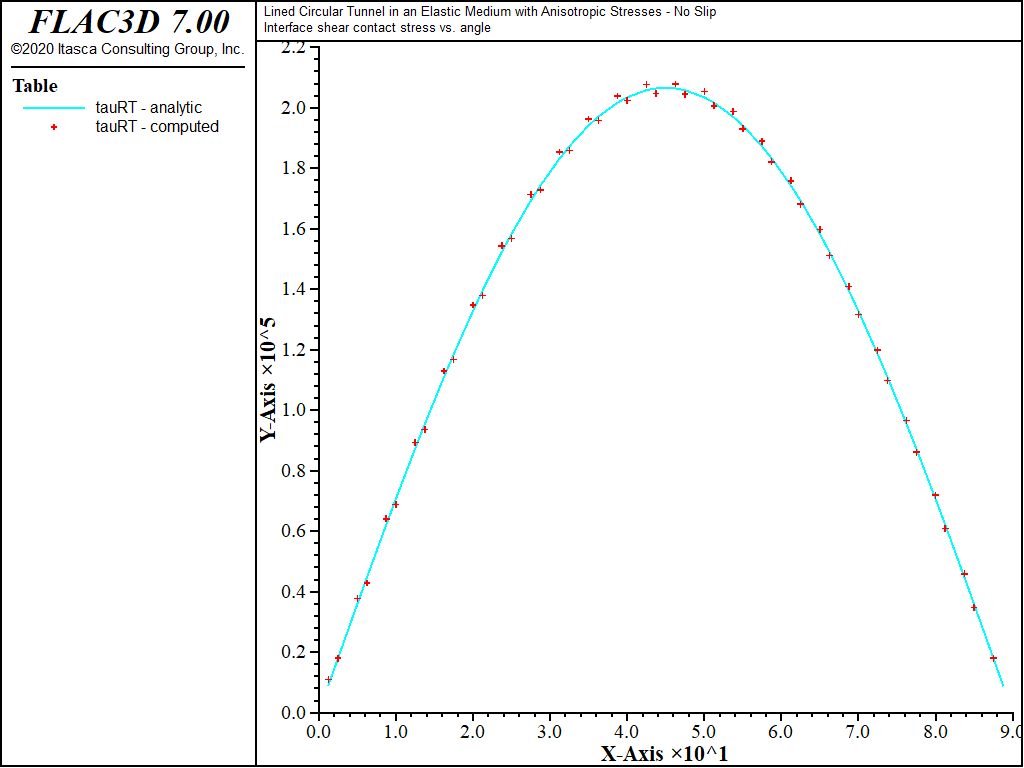 FLAC3D 7.00
©2020 Itasca Consulting Group, Inc.
Table
tauRT - analytic
tauRT - computed
Lined Circular Tunnel in an Elastic Medium with Anisotropic Stresses - No Slip
Interface shear contact stress vs. angle
2.2
2.0
1.8
1.6
1.4
1.2
1.0
0.8
0.6
0.4
0.2
0.0
Y-Axis ×10^5
0.0 1.0 2.0 3.0 4.0 5.0 6.0 7.0 8.0 9.0
X-Axis ×10^1